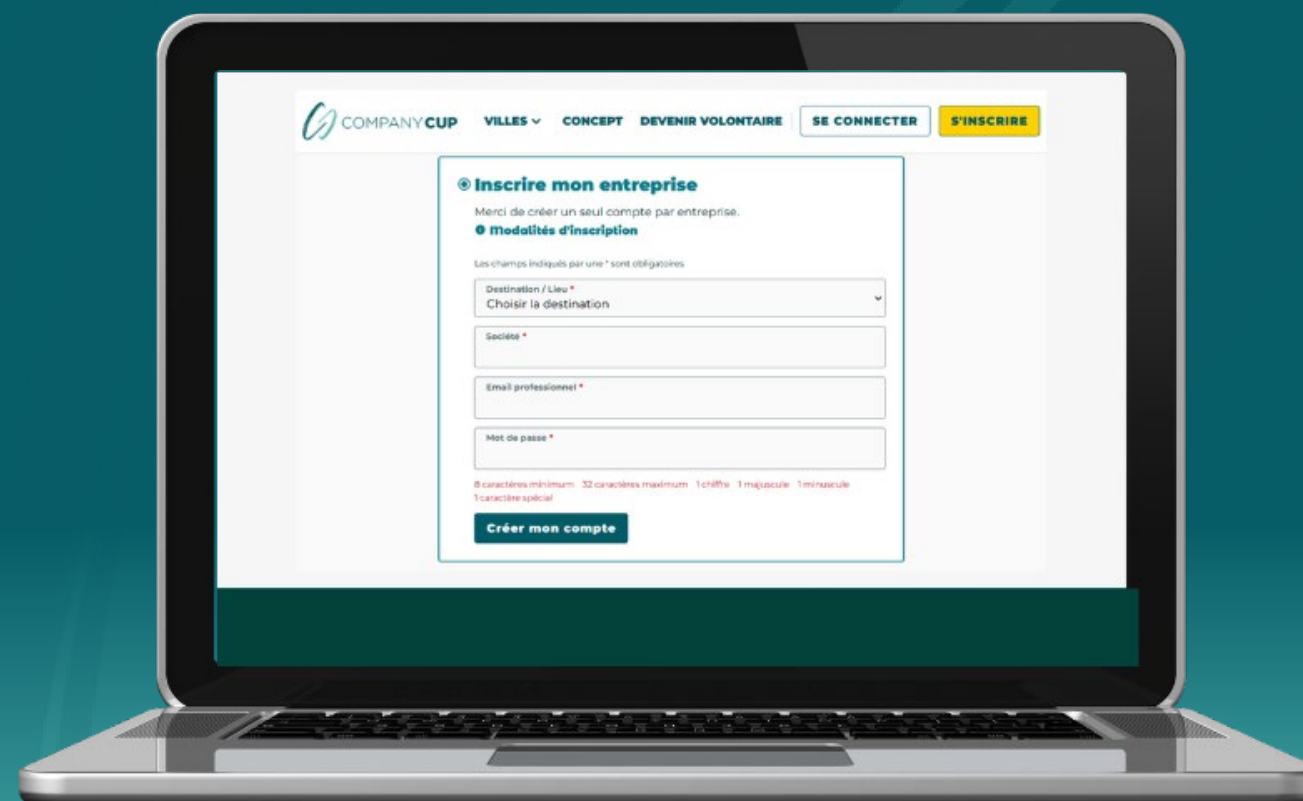 COMPANYCUP VILLES CONCEPT DEVENIR VOLONTAIRE SE CONNECTER S'INSCRIRE
Inscrire mon entreprise
Merci de créer un seul compte par entreprise.
Modalités d'inscription
Les champs indiqués par une * sont obligatoires
Destination / Lieu *
Choisir la destination
Société *
Email professionnel *
Mot de passe *
8 caractères minimum 32 caractères maximum 1 chiffre 1 majuscule 1 minuscule
1 caractère spécial
Créer mon compte